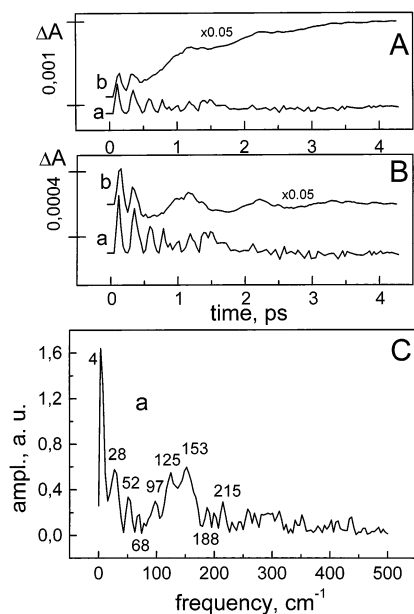 ΔA
A
0,001
x0.05
b
a
0 1 2 3 4
ΔA
B
0,0004
b
x0.05
a
0 1 2 3 4
time, ps
C
1,6
1,2
0,8
0,4
0,0
ampl., a. u.
4
a
28
52
68
97
125
153
188
215
0 100 200 300 400 500
frequency, cm⁻¹